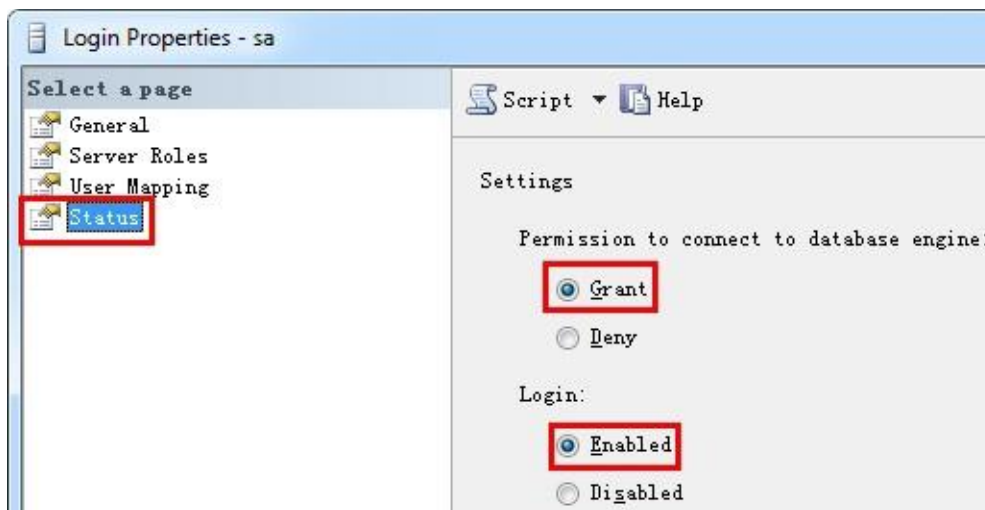 Login Properties - sa
Select a page
General
Server Roles
User Mapping
Status
Script Help
Settings
Permission to connect to database engine:
Grant
Deny
Login:
Enabled
Disabled